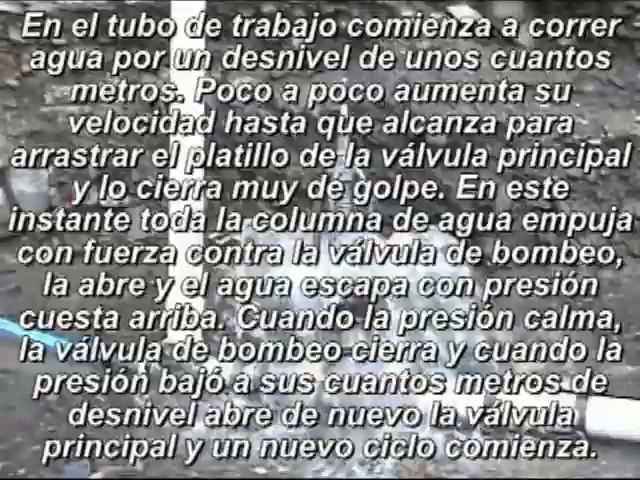 En el tubo de trabajo comienza a correr
agua por un desnivel de unos cuantos
metros. Poco a poco aumenta su
velocidad hasta que alcanza para
arrastrar el platillo de la válvula principal
y lo cierra muy de golpe. En este
instante toda la columna de agua empuja
con fuerza contra la válvula de bombeo,
la abre y el agua escapa con presión
cuesta arriba. Cuando la presión calma,
la válvula de bombeo cierra y cuando la
presión bajó a sus cuantos metros de
desnivel abre de nuevo la válvula
principal y un nuevo ciclo comienza.